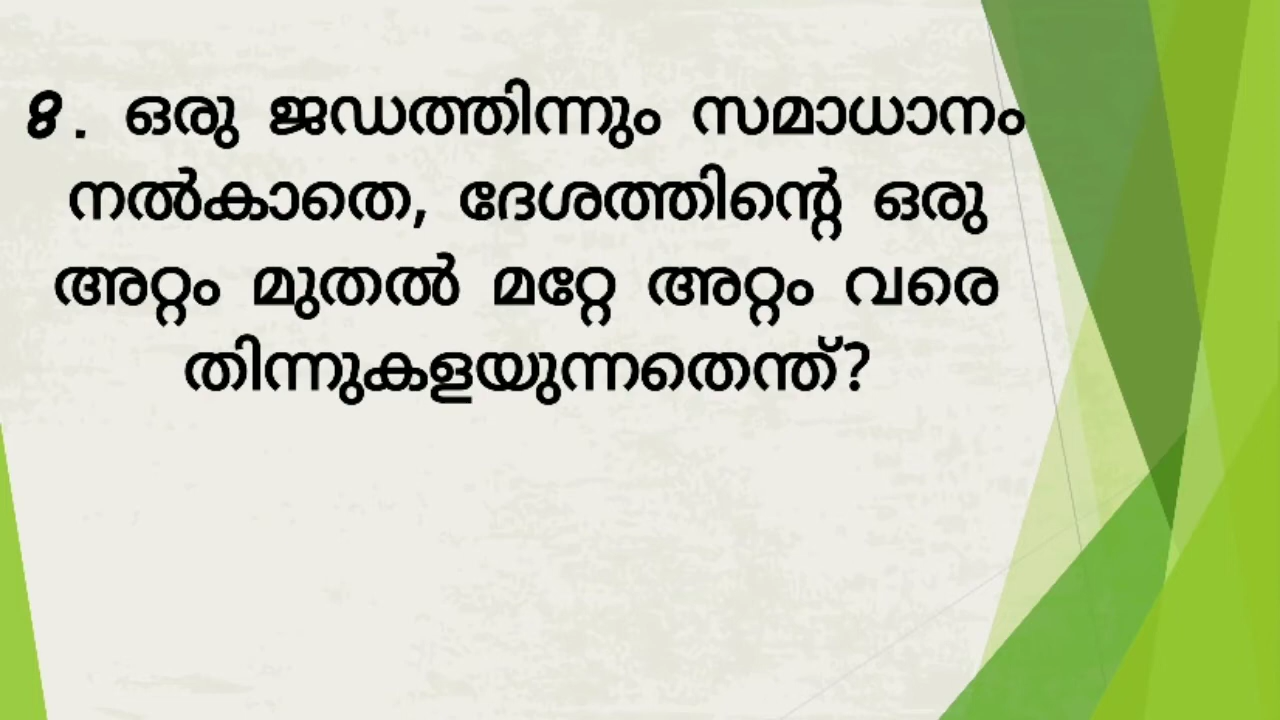 8. ഒരു ജഡത്തിന്നും സമാധാനം
നൽകാതെ, ദേശത്തിന്റെ ഒരു
അറ്റം മുതൽ മറ്റേ അറ്റം വരെ
തിന്നുകളയുന്നതെന്ത്?